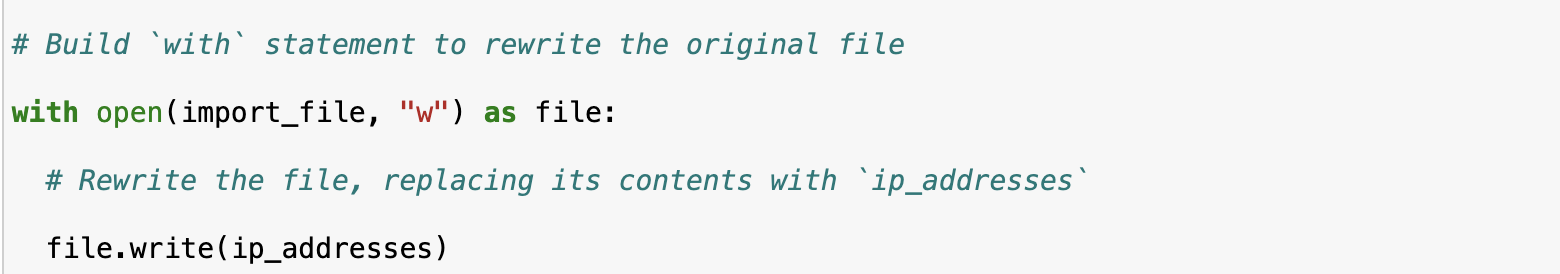 # Build `with` statement to rewrite the original file
with open(import_file, "w") as file:
# Rewrite the file, replacing its contents with `ip_addresses`
file.write(ip_addresses)